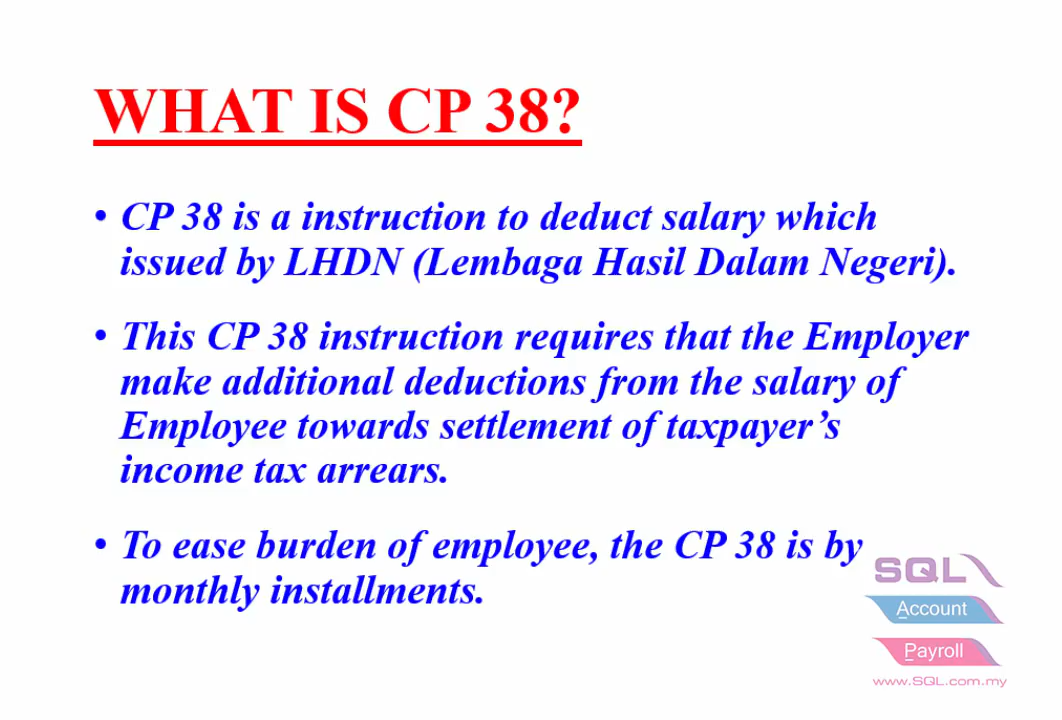 WHAT IS CP 38?
• CP 38 is a instruction to deduct salary which
issued by LHDN (Lembaga Hasil Dalam Negeri).
• This CP 38 instruction requires that the Employer
make additional deductions from the salary of
Employee towards settlement of taxpayer's
income tax arrears.
• To ease burden of employee, the CP 38 is by
monthly installments.
SQL
Account
Payroll
www.SQL.com.my